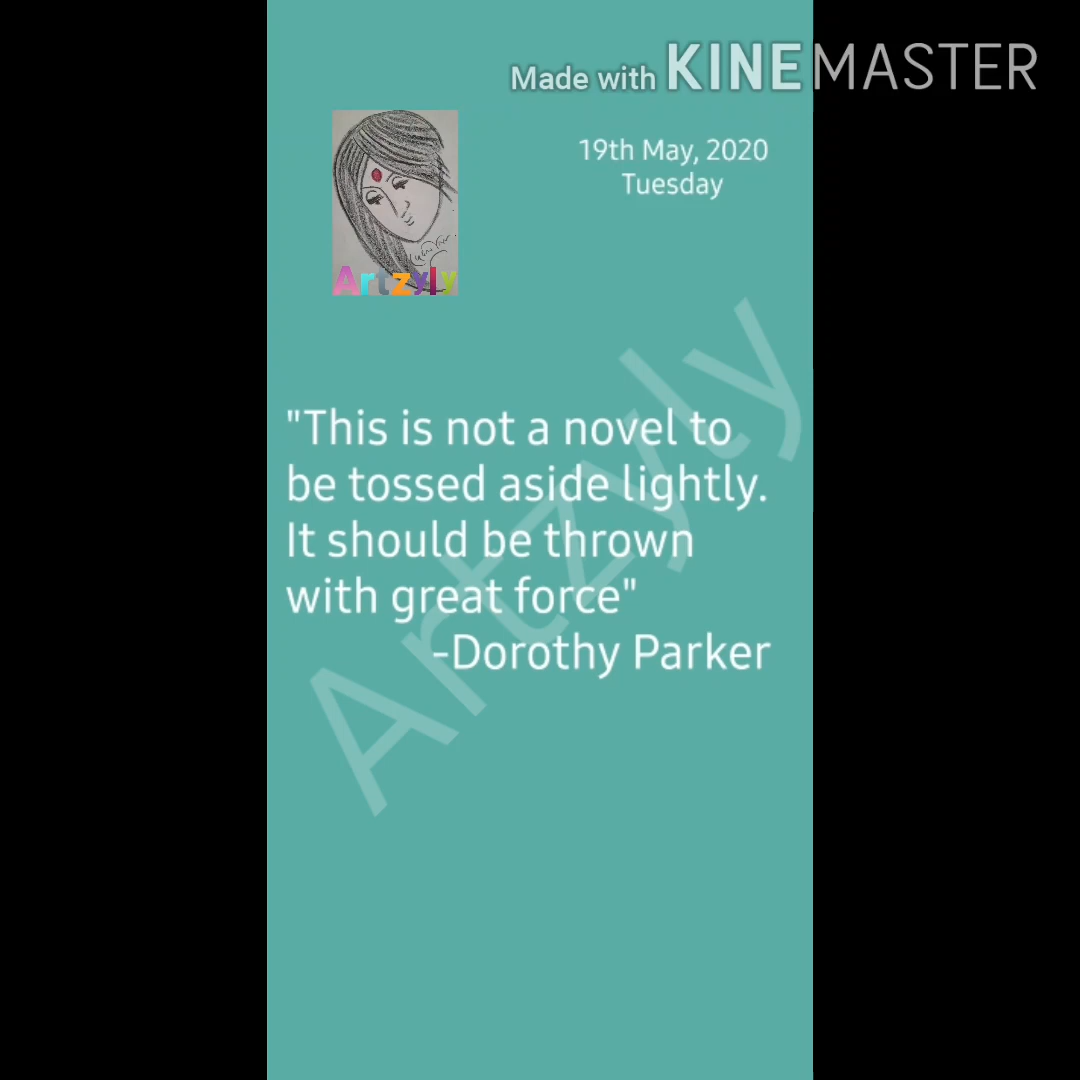 Made with KINEMASTER
19th May, 2020
Tuesday
Artzyly
"This is not a novel to
be tossed aside lightly.
It should be thrown
with great force"
-Dorothy Parker
Artzyly